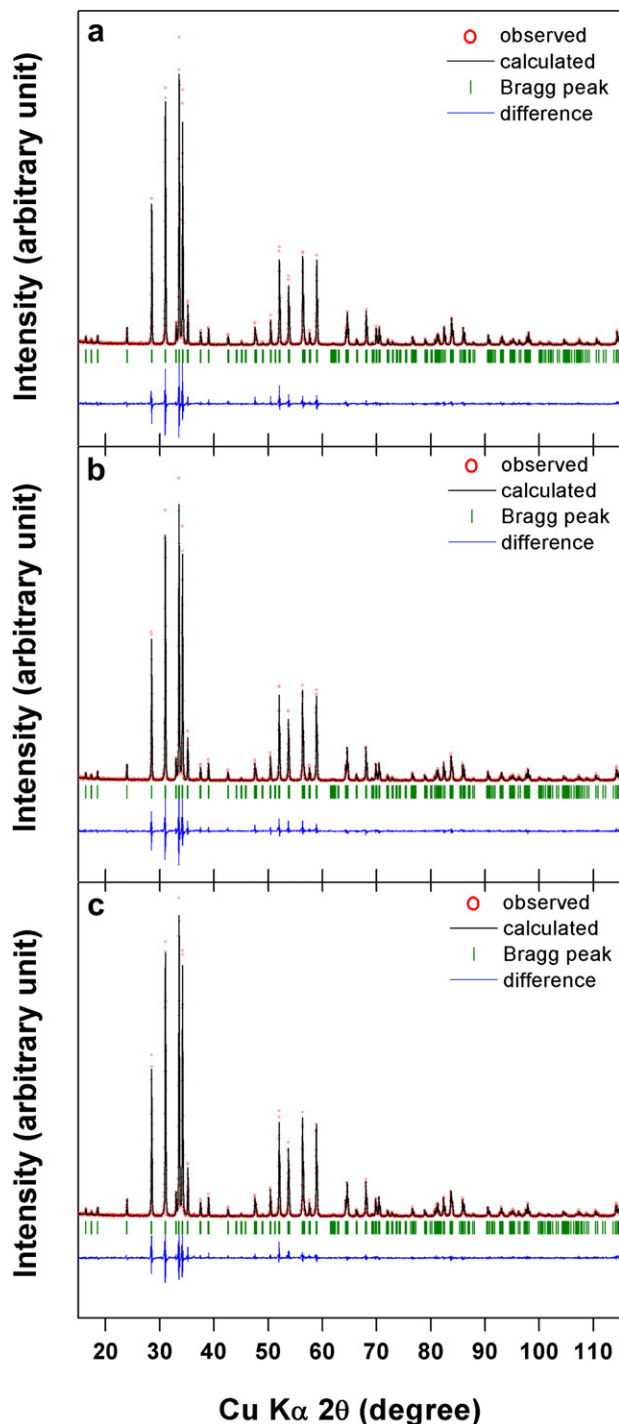 a
observed
calculated
Bragg peak
difference
Intensity (arbitrary unit)
b
observed
calculated
Bragg peak
difference
Intensity (arbitrary unit)
c
observed
calculated
Bragg peak
difference
Intensity (arbitrary unit)
20 30 40 50 60 70 80 90 100 110
Cu Kα 2θ (degree)